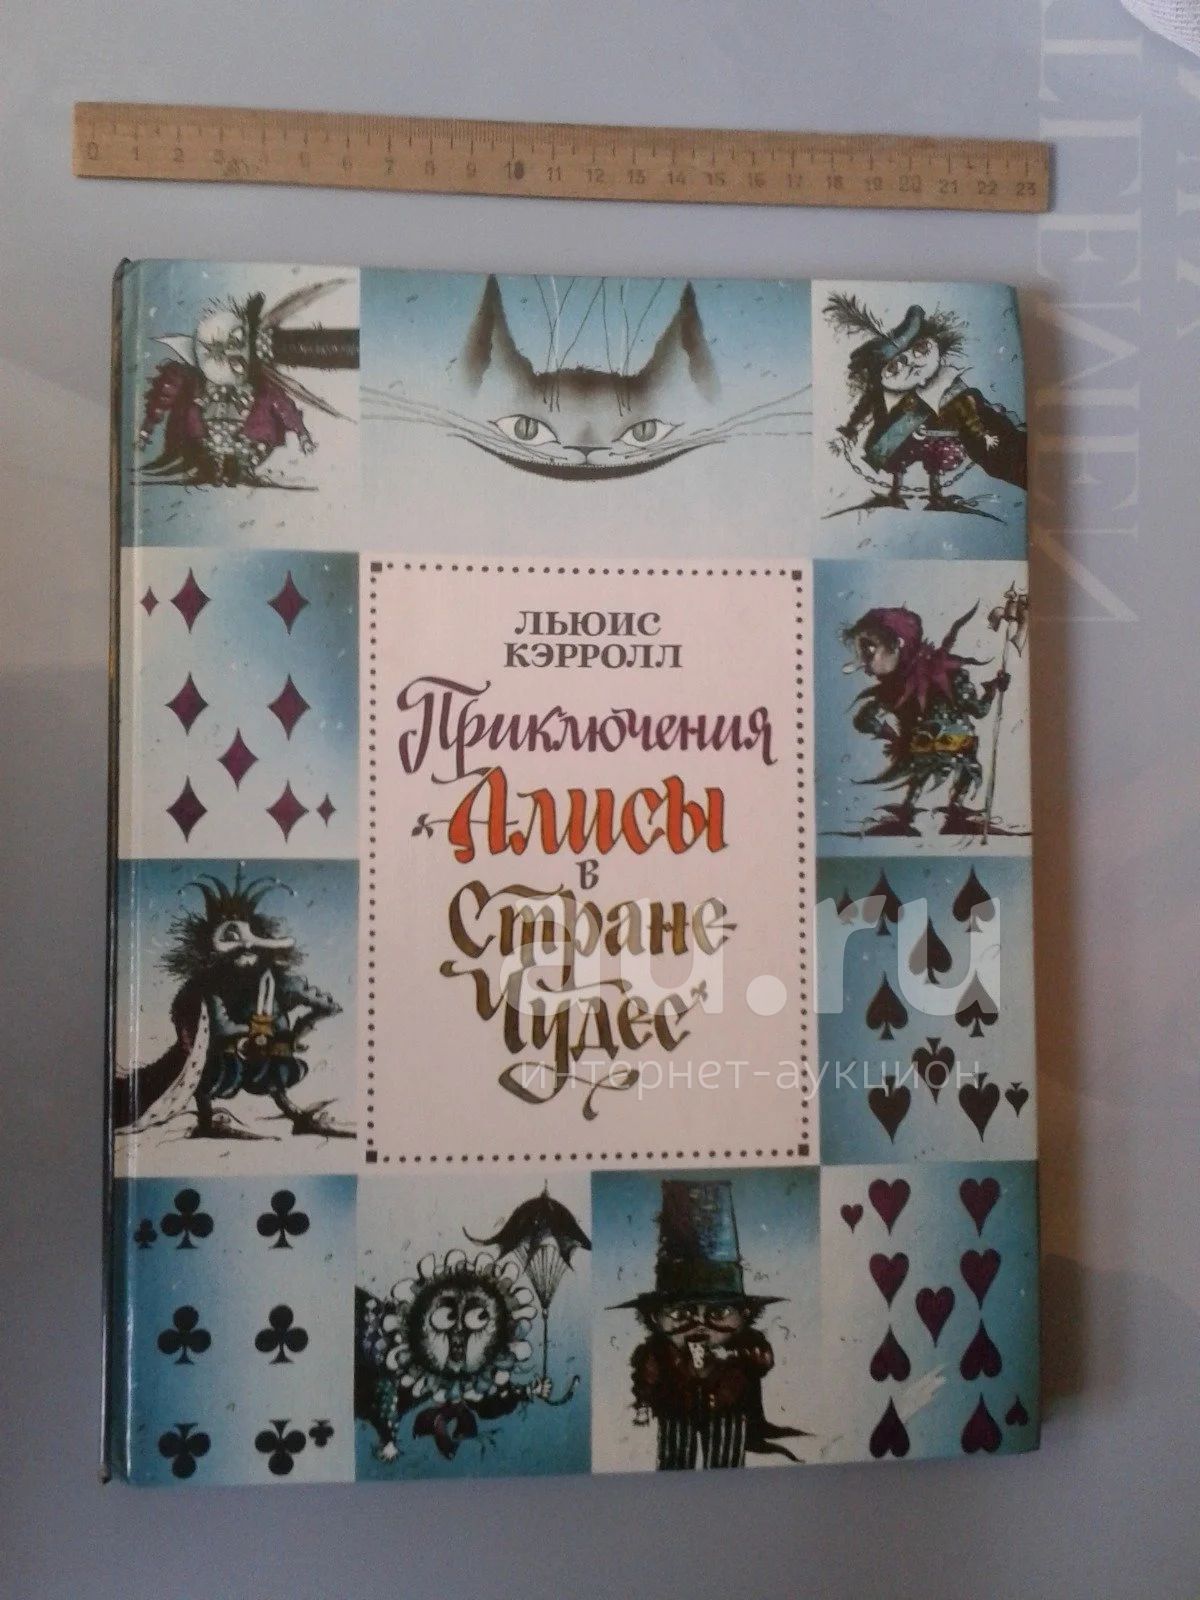 0 1 2 3 4 5 6 7 8 9 10 11 12 13 14 15 16 17 18 19 20 21 22 23
ЛЬЮИС
КЭРРОЛЛ
Приключения
Алисы
в
Стране
Чудес
au.ru
интернет-аукцион